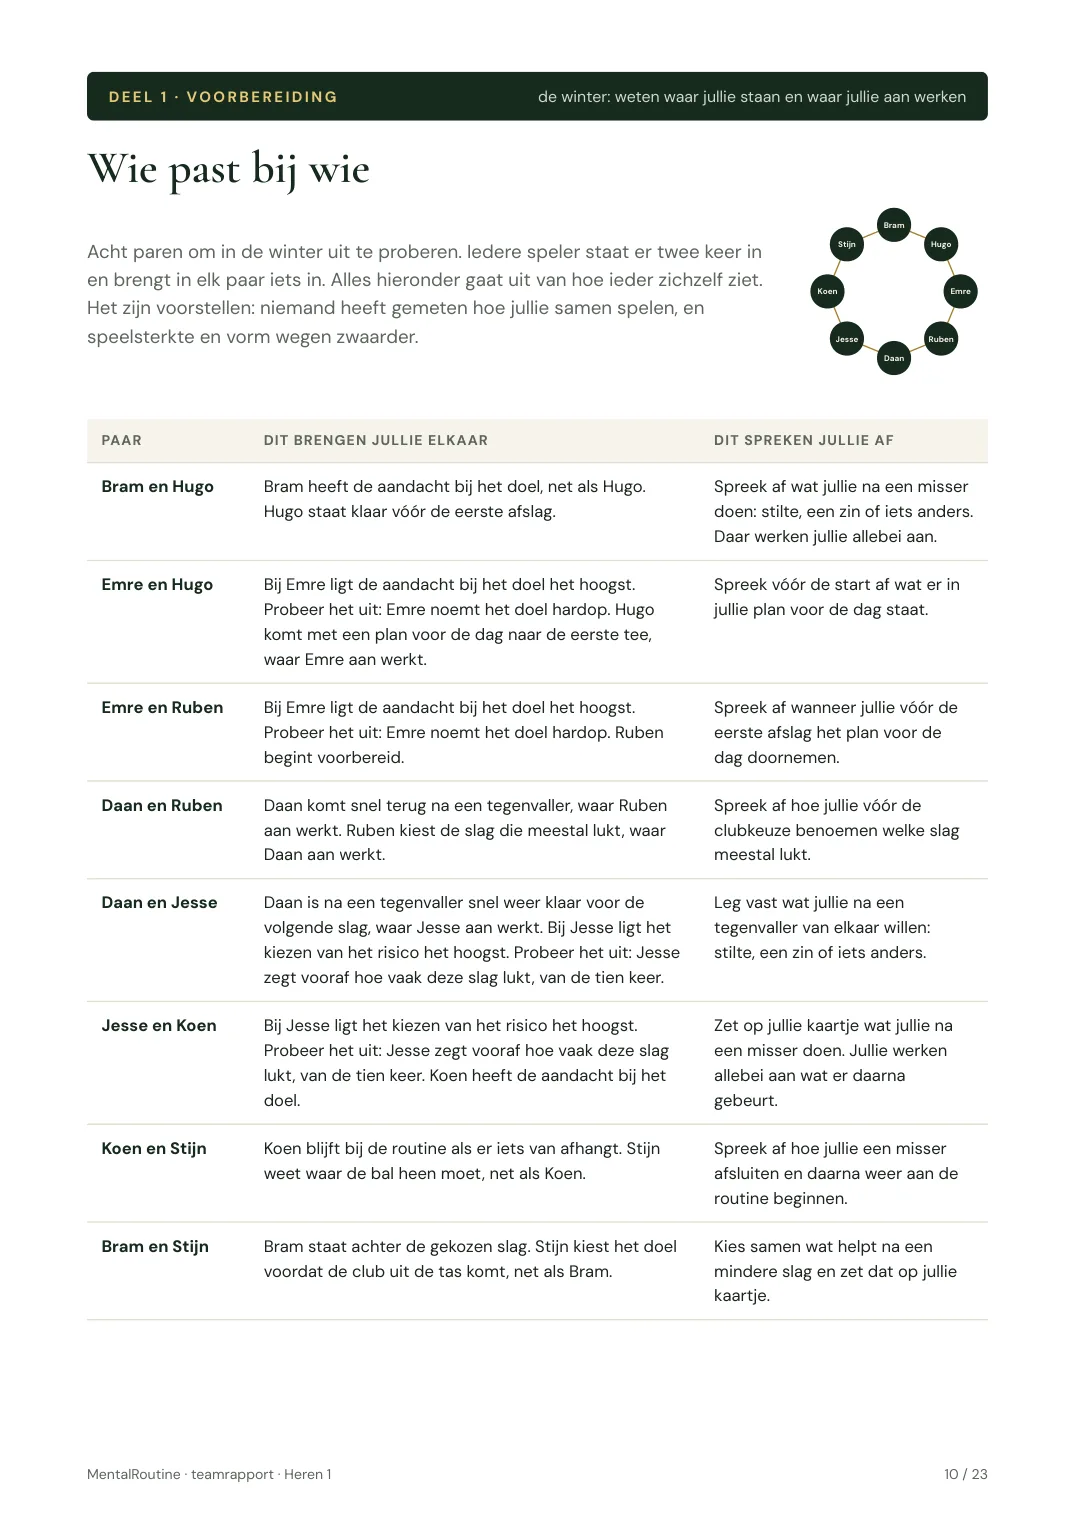 DEEL 1 · VOORBEREIDING
de winter: weten waar jullie staan en waar jullie aan werken
Wie past bij wie
Acht paren om in de winter uit te proberen. Iedere speler staat er twee keer in
en brengt in elk paar iets in. Alles hieronder gaat uit van hoe ieder zichzelf ziet.
Het zijn voorstellen: niemand heeft gemeten hoe jullie samen spelen, en
speelsterkte en vorm wegen zwaarder.
Bram
Hugo
Emre
Ruben
Daan
Jesse
Koen
Stijn
PAAR
DIT BRENGEN JULLIE ELKAAR
DIT SPREKEN JULLIE AF
Bram en Hugo
Bram heeft de aandacht bij het doel, net als Hugo.
Hugo staat klaar vóór de eerste afslag.
Spreek af wat jullie na een misser
doen: stilte, een zin of iets anders.
Daar werken jullie allebei aan.
Emre en Hugo
Bij Emre ligt de aandacht bij het doel het hoogst.
Probeer het uit: Emre noemt het doel hardop. Hugo
komt met een plan voor de dag naar de eerste tee,
waar Emre aan werkt.
Spreek vóór de start af wat er in
jullie plan voor de dag staat.
Emre en Ruben
Bij Emre ligt de aandacht bij het doel het hoogst.
Probeer het uit: Emre noemt het doel hardop. Ruben
begint voorbereid.
Spreek af wanneer jullie vóór de
eerste afslag het plan voor de
dag doornemen.
Daan en Ruben
Daan komt snel terug na een tegenvaller, waar Ruben
aan werkt. Ruben kiest de slag die meestal lukt, waar
Daan aan werkt.
Spreek af hoe jullie vóór de
clubkeuze benoemen welke slag
meestal lukt.
Daan en Jesse
Daan is na een tegenvaller snel weer klaar voor de
volgende slag, waar Jesse aan werkt. Bij Jesse ligt het
kiezen van het risico het hoogst. Probeer het uit: Jesse
zegt vooraf hoe vaak deze slag lukt, van de tien keer.
Leg vast wat jullie na een
tegenvaller van elkaar willen:
stilte, een zin of iets anders.
Jesse en Koen
Bij Jesse ligt het kiezen van het risico het hoogst.
Probeer het uit: Jesse zegt vooraf hoe vaak deze slag
lukt, van de tien keer. Koen heeft de aandacht bij het
doel.
Zet op jullie kaartje wat jullie na
een misser doen. Jullie werken
allebei aan wat er daarna
gebeurt.
Koen en Stijn
Koen blijft bij de routine als er iets van afhangt. Stijn
weet waar de bal heen moet, net als Koen.
Spreek af hoe jullie een misser
afsluiten en daarna weer aan de
routine beginnen.
Bram en Stijn
Bram staat achter de gekozen slag. Stijn kiest het doel
voordat de club uit de tas komt, net als Bram.
Kies samen wat helpt na een
mindere slag en zet dat op jullie
kaartje.
MentalRoutine · teamrapport · Heren 1
10 / 23